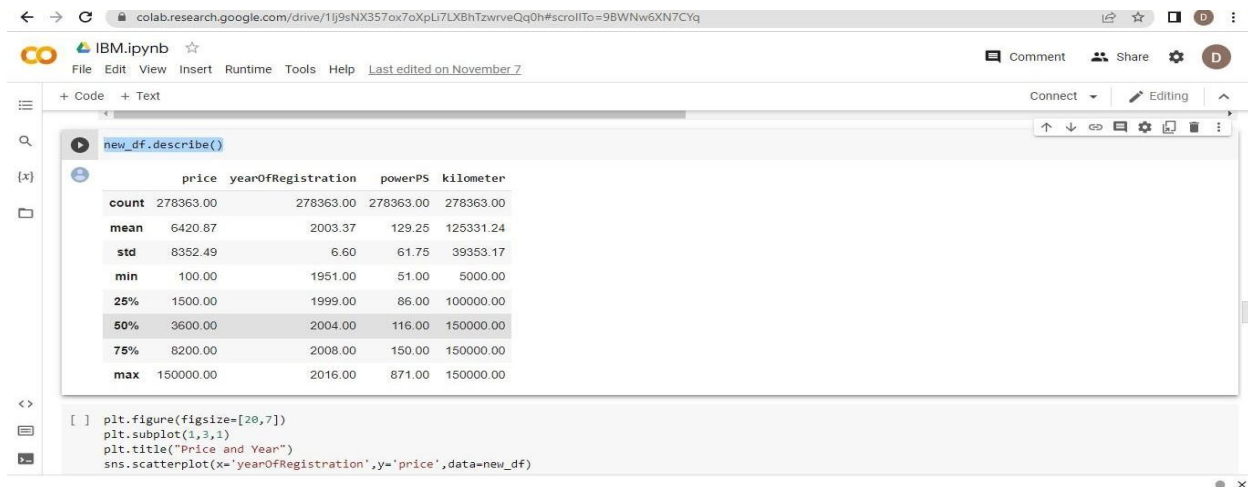 colab.research.google.com/drive/1Ij9sNX357ox7oXpLi7LXBhTzwrveQq0h#scrollTo=9BWNw6XN7CYq
D
CO
IBM.ipynb
File Edit View Insert Runtime Tools Help Last edited on November 7
Comment Share D
+ Code + Text
Connect Editing
{x}
new_df.describe()
price yearOfRegistration powerPS kilometer
count 278363.00 278363.00 278363.00 278363.00
mean 6420.87 2003.37 129.25 125331.24
std 8352.49 6.60 61.75 39353.17
min 100.00 1951.00 51.00 5000.00
25% 1500.00 1999.00 86.00 100000.00
50% 3600.00 2004.00 116.00 150000.00
75% 8200.00 2008.00 150.00 150000.00
max 150000.00 2016.00 871.00 150000.00
[ ] plt.figure(figsize=[20,7])
plt.subplot(1,3,1)
plt.title("Price and Year")
sns.scatterplot(x='yearOfRegistration',y='price',data=new_df)